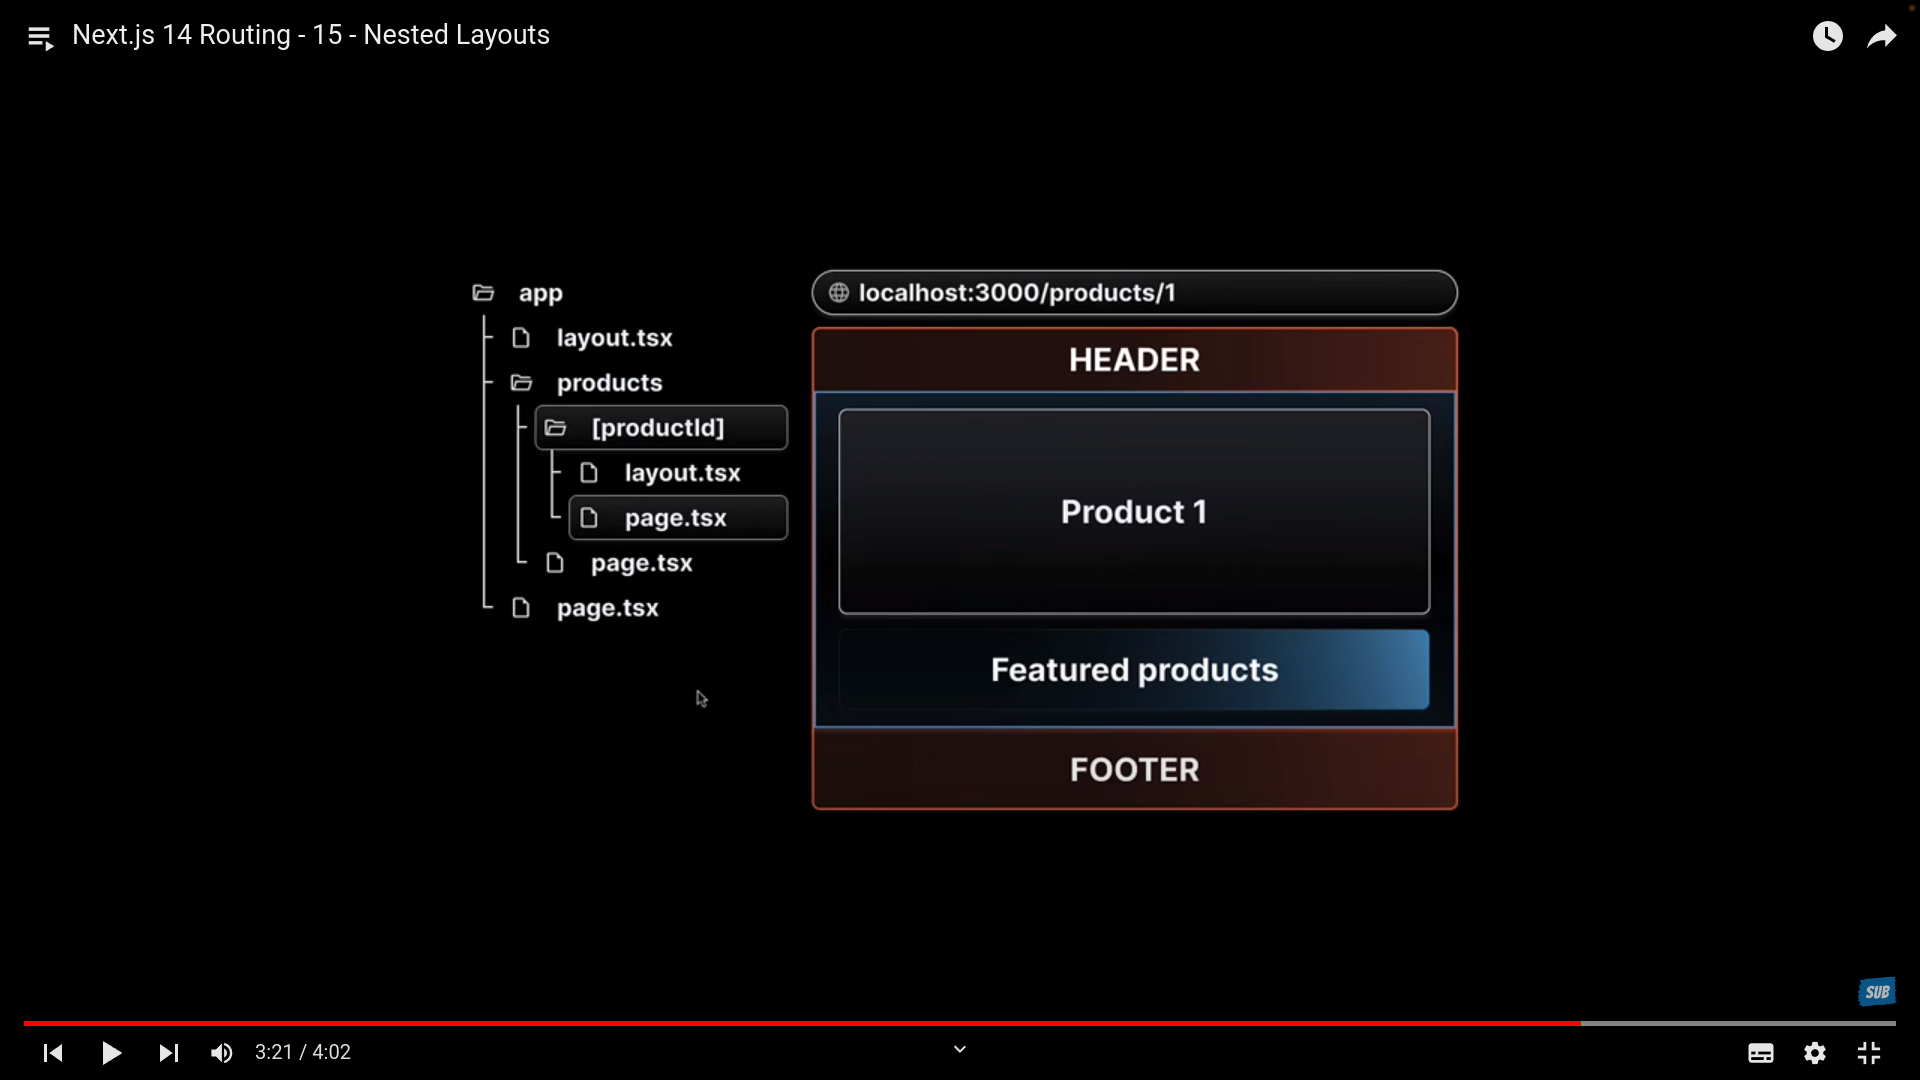 Next.js 14 Routing - 15 - Nested Layouts
app
layout.tsx
products
[productId]
layout.tsx
page.tsx
page.tsx
page.tsx
localhost:3000/products/1
HEADER
Product 1
Featured products
FOOTER
SUB
3:21 / 4:02